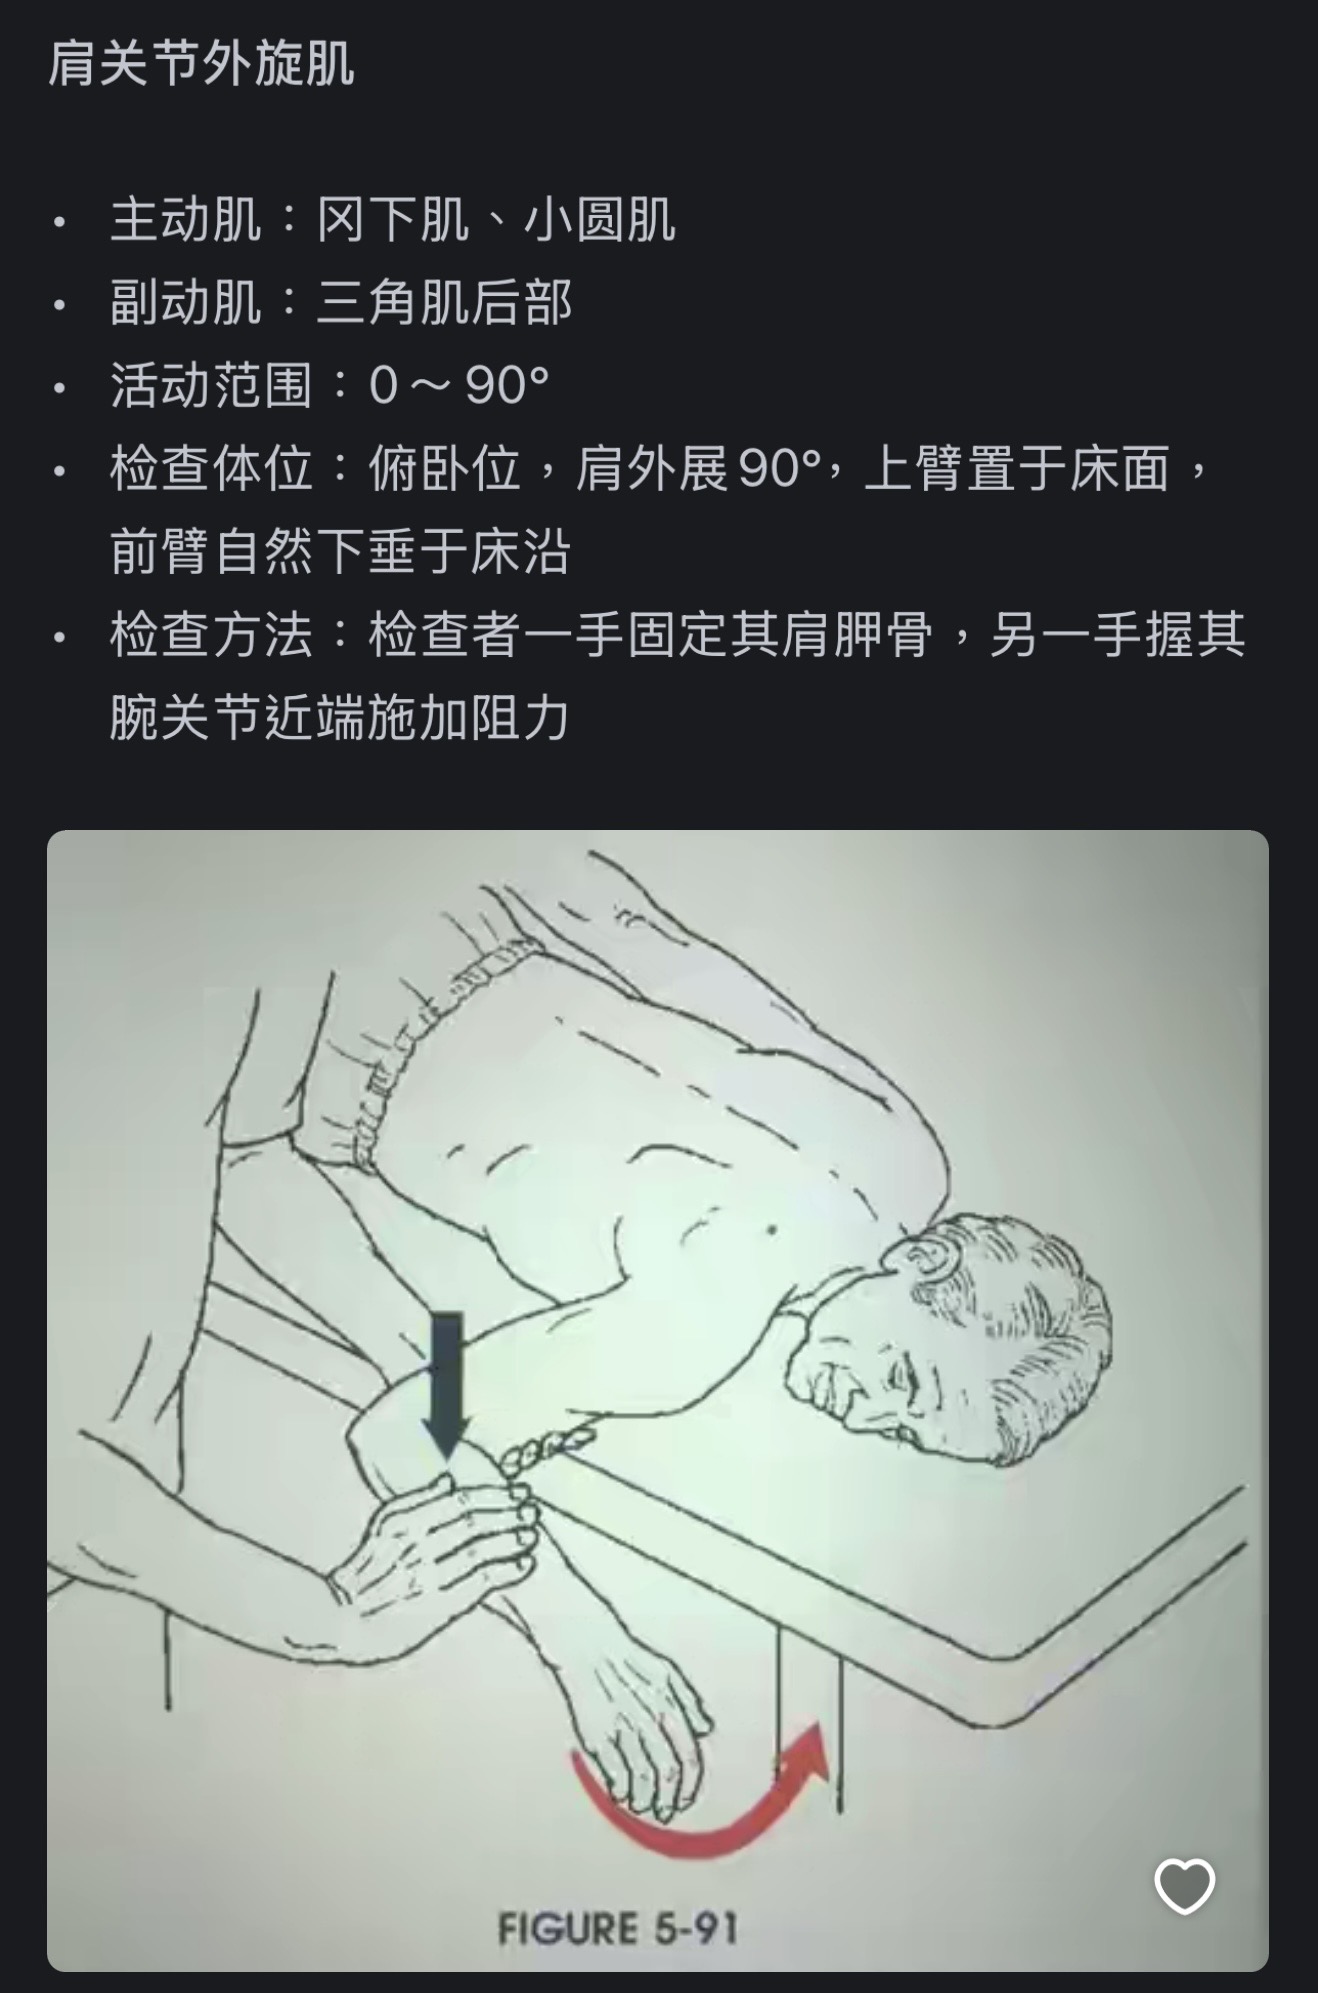 肩关节外旋肌
• 主动肌：冈下肌、小圆肌
• 副动肌：三角肌后部
• 活动范围：0～90°
• 检查体位：俯卧位，肩外展90°，上臂置于床面，
前臂自然下垂于床沿
• 检查方法：检查者一手固定其肩胛骨，另一手握其
腕关节近端施加阻力
FIGURE 5-91